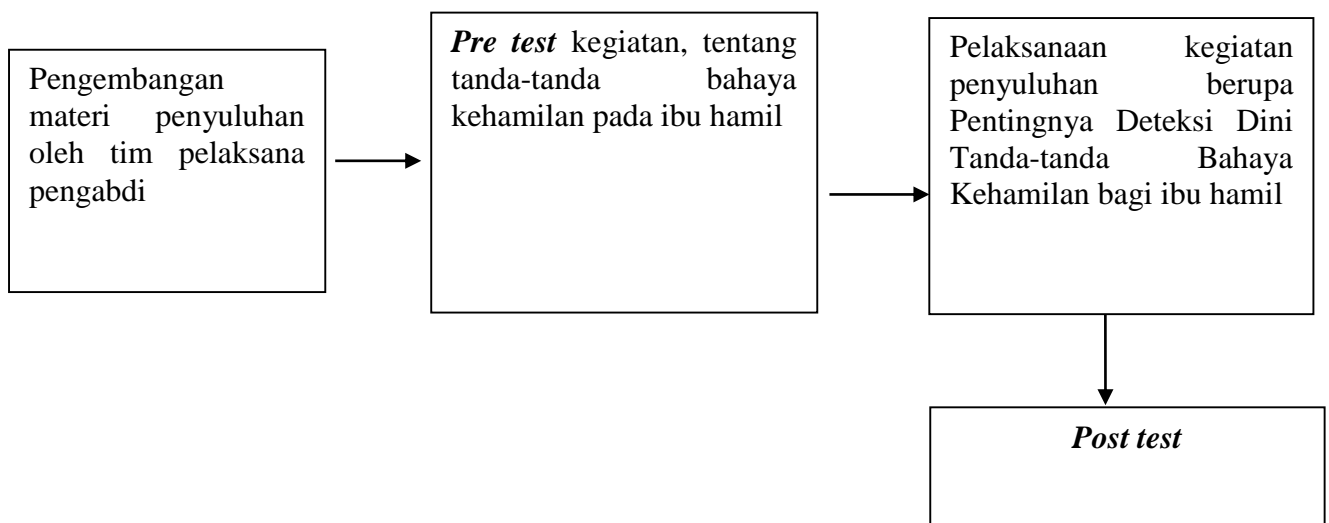 Pengembangan
materi penyuluhan
oleh tim pelaksana
pengabdi
Pre test kegiatan, tentang
tanda-tanda bahaya
kehamilan pada ibu hamil
Pelaksanaan kegiatan
penyuluhan berupa
Pentingnya Deteksi Dini
Tanda-tanda Bahaya
Kehamilan bagi ibu hamil
Post test